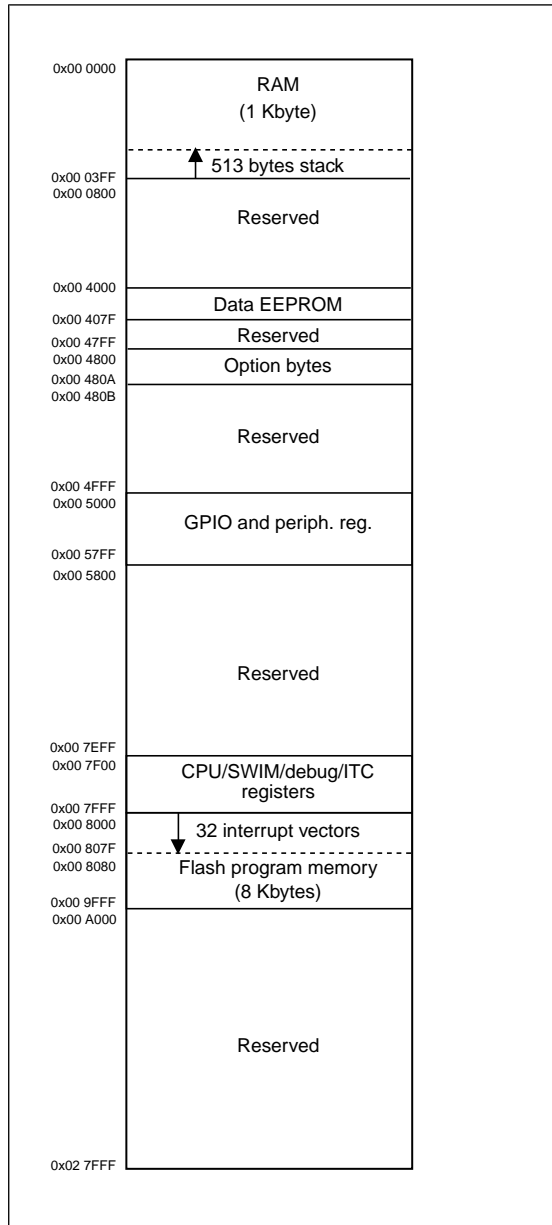 0x00 0000
RAM
(1 Kbyte)
513 bytes stack
0x00 03FF
0x00 0800
Reserved
0x00 4000
Data EEPROM
0x00 407F
Reserved
0x00 47FF
0x00 4800
Option bytes
0x00 480A
0x00 480B
Reserved
0x00 4FFF
0x00 5000
GPIO and periph. reg.
0x00 57FF
0x00 5800
Reserved
0x00 7EFF
0x00 7F00
CPU/SWIM/debug/ITC
registers
0x00 7FFF
0x00 8000
32 interrupt vectors
0x00 807F
0x00 8080
Flash program memory
(8 Kbytes)
0x00 9FFF
0x00 A000
Reserved
0x02 7FFF